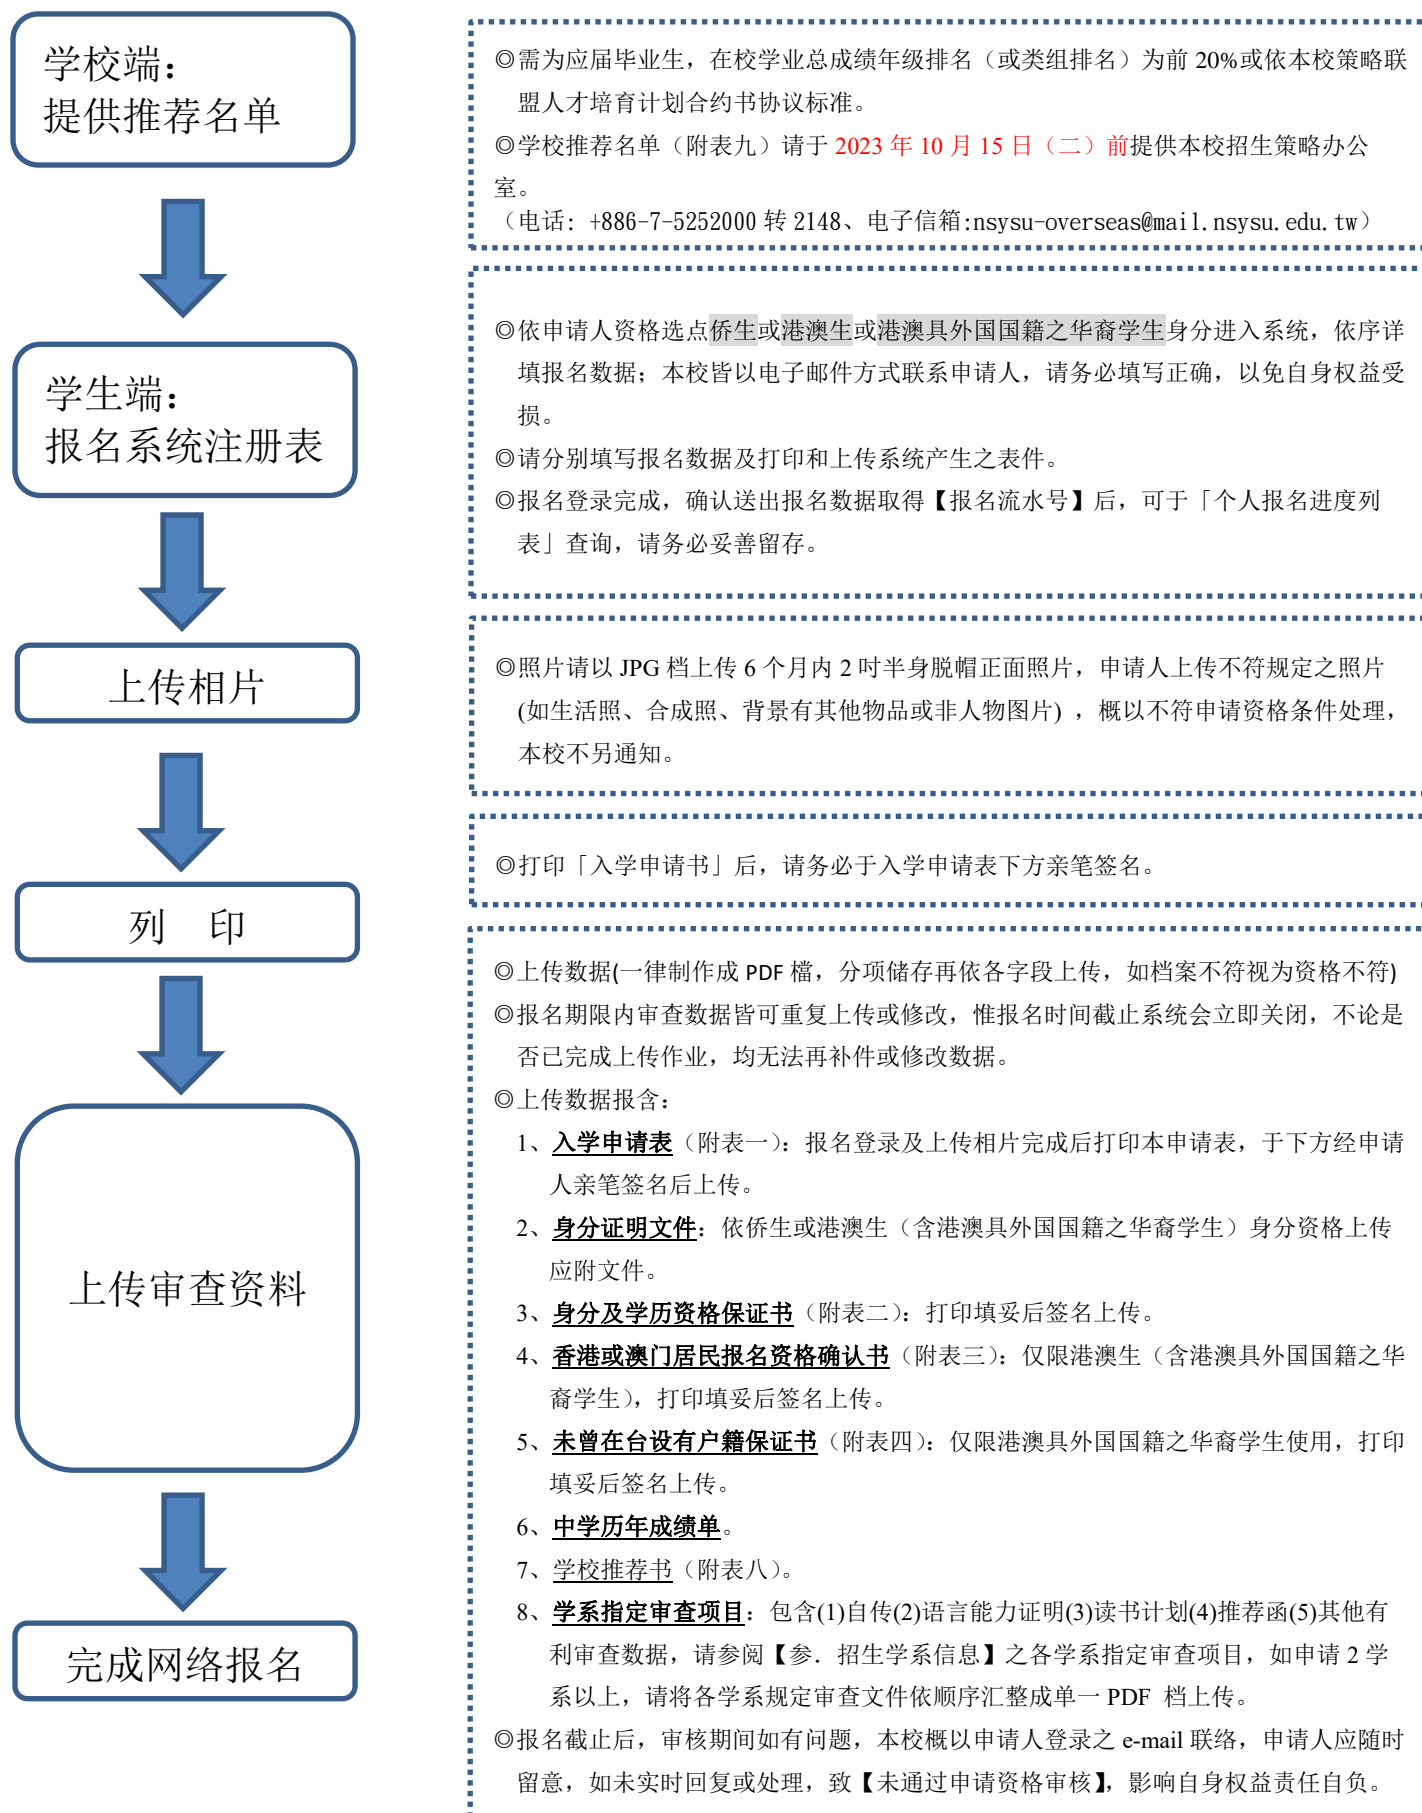 学校端：
提供推荐名单
◎需为应届毕业生，在校学业总成绩年级排名（或类组排名）为前 20%或依本校策略联
盟人才培育计划合约书协议标准。
◎学校推荐名单（附表九）请于 2023 年 10 月 15 日（二）前提供本校招生策略办公
室。
（电话：+886-7-5252000 转 2148、电子信箱:nsysu-overseas@mail.nsysu.edu.tw）
学生端：
报名系统注册表
◎依申请人资格选点侨生或港澳生或港澳具外国国籍之华裔学生身分进入系统，依序详
填报名数据；本校皆以电子邮件方式联系申请人，请务必填写正确，以免自身权益受
损。
◎请分别填写报名数据及打印和上传系统产生之表件。
◎报名登录完成，确认送出报名数据取得【报名流水号】后，可于「个人报名进度列
表」查询，请务必妥善留存。
上传相片
◎照片请以 JPG 档上传 6 个月内 2 吋半身脱帽正面照片，申请人上传不符规定之照片
(如生活照、合成照、背景有其他物品或非人物图片) ，概以不符申请资格条件处理，
本校不另通知。
列 印
◎打印「入学申请书」后，请务必于入学申请表下方亲笔签名。
上传审查资料
◎上传数据(一律制作成 PDF 檔，分项储存再依各字段上传，如档案不符视为资格不符)
◎报名期限内审查数据皆可重复上传或修改，惟报名时间截止系统会立即关闭，不论是
否已完成上传作业，均无法再补件或修改数据。
◎上传数据报含：
1、入学申请表（附表一）：报名登录及上传相片完成后打印本申请表，于下方经申请
人亲笔签名后上传。
2、身分证明文件：依侨生或港澳生（含港澳具外国国籍之华裔学生）身分资格上传
应附文件。
3、身分及学历资格保证书（附表二）：打印填妥后签名上传。
4、香港或澳门居民报名资格确认书（附表三）：仅限港澳生（含港澳具外国国籍之华
裔学生），打印填妥后签名上传。
5、未曾在台设有户籍保证书（附表四）：仅限港澳具外国国籍之华裔学生使用，打印
填妥后签名上传。
6、中学历年成绩单。
7、学校推荐书（附表八）。
8、学系指定审查项目：包含(1)自传(2)语言能力证明(3)读书计划(4)推荐函(5)其他有
利审查数据，请参阅【参．招生学系信息】之各学系指定审查项目，如申请 2 学
系以上，请将各学系规定审查文件依顺序汇整成单一 PDF 档上传。
◎报名截止后，审核期间如有问题，本校概以申请人登录之 e-mail 联络，申请人应随时
留意，如未实时回复或处理，致【未通过申请资格审核】，影响自身权益责任自负。
完成网络报名